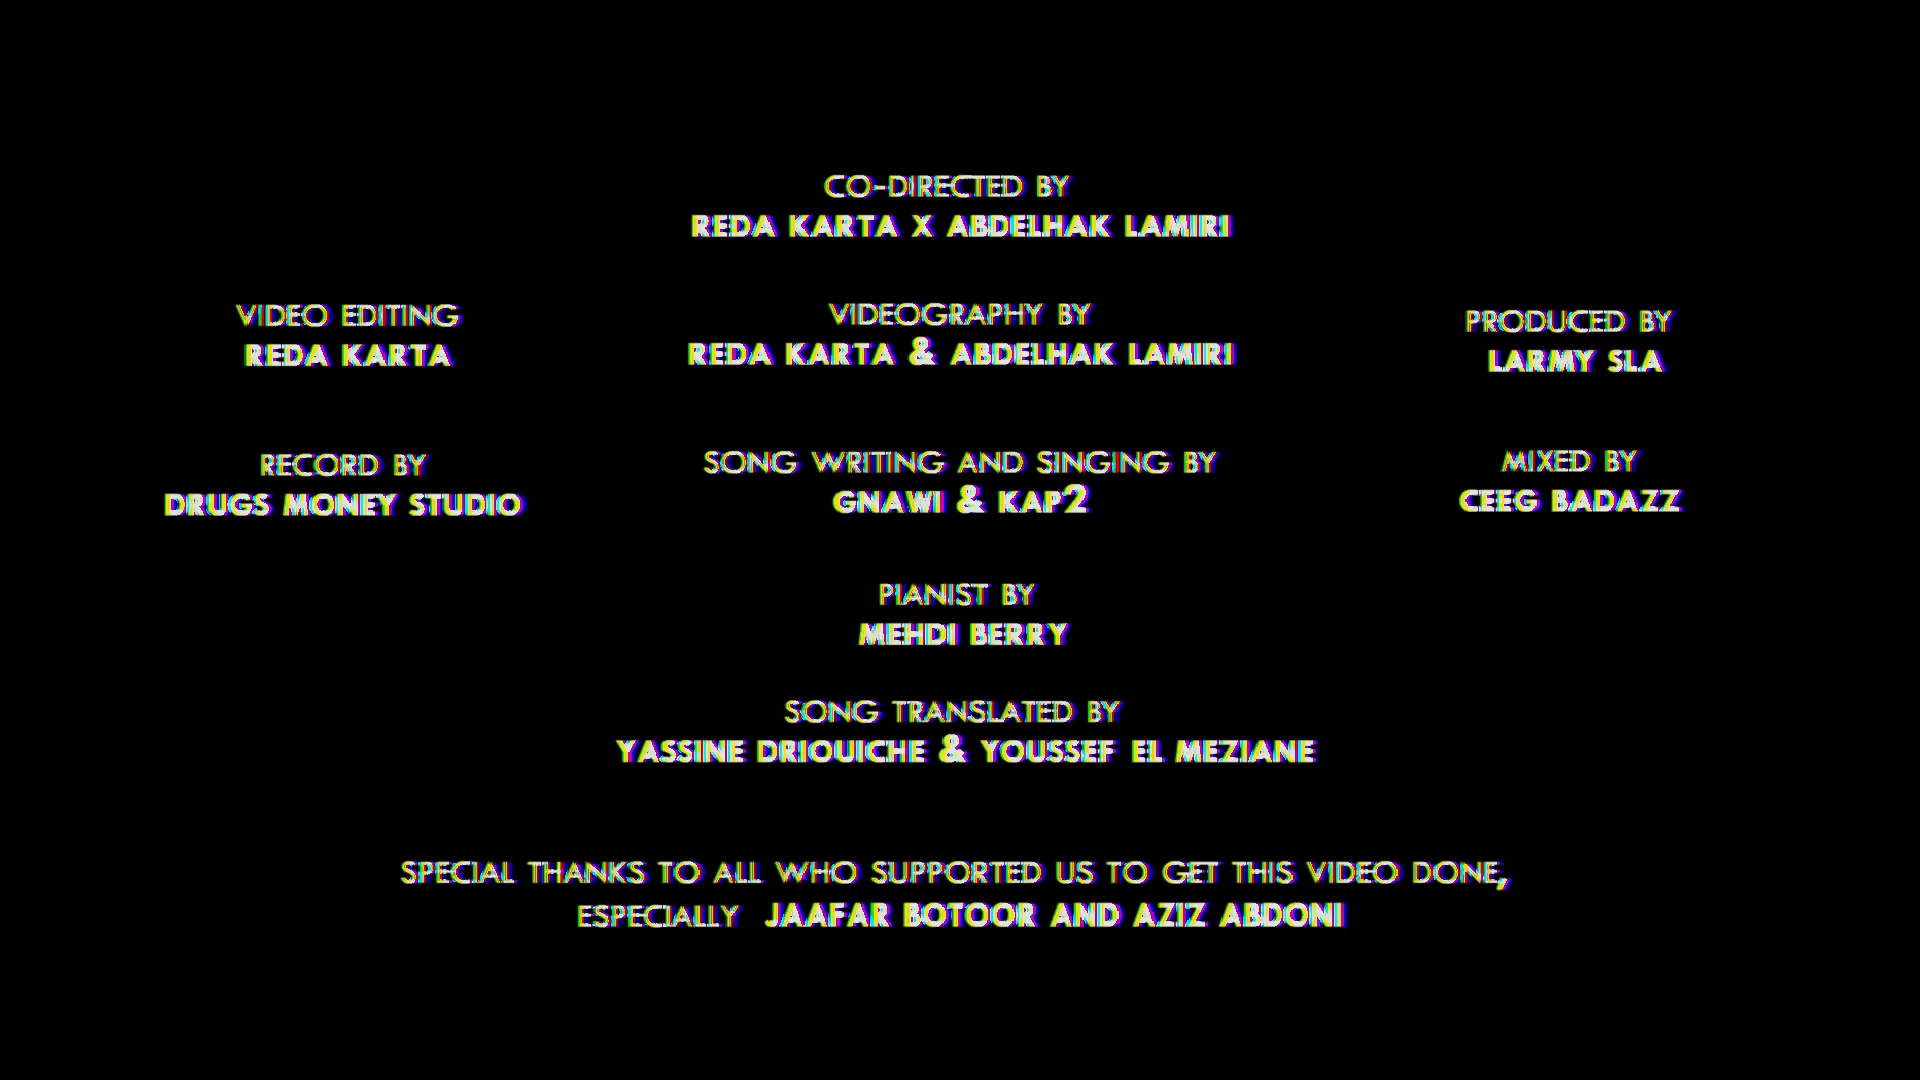 CO-DIRECTED BY
REDA KARTA X ABDELHAK LAMIRI
VIDEO EDITING
REDA KARTA
VIDEOGRAPHY BY
REDA KARTA & ABDELHAK LAMIRI
PRODUCED BY
LARMY SLA
RECORD BY
DRUGS MONEY STUDIO
SONG WRITING AND SINGING BY
GNAWI & KAP2
MIXED BY
CEEG BADAZZ
PIANIST BY
MEHDI BERRY
SONG TRANSLATED BY
YASSINE DRIOUICHE & YOUSSEF EL MEZIANE
SPECIAL THANKS TO ALL WHO SUPPORTED US TO GET THIS VIDEO DONE,
ESPECIALLY JAAFAR BOTOOR AND AZIZ ABDONI